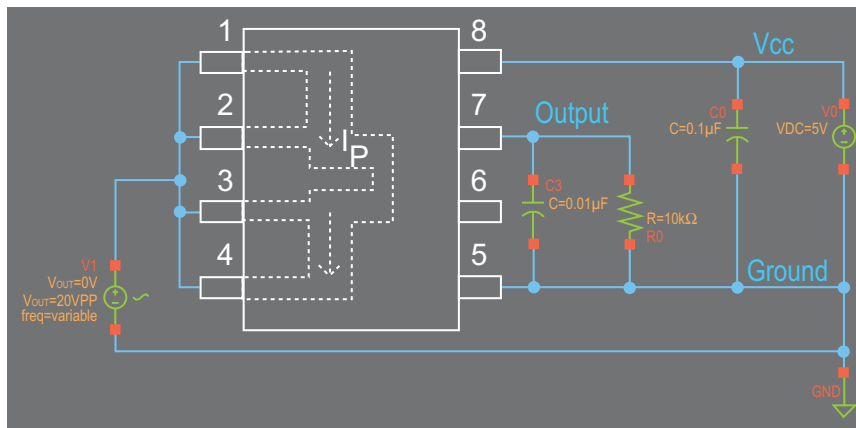 1
2
3
4
I
P
8
7
6
5
Vcc
Output
Ground
C0
C=0.1µF
V0
VDC=5V
C3
C=0.01µF
R=10kΩ
R0
V1
VOUT=0V
VOUT=20VPP
freq=variable
GND